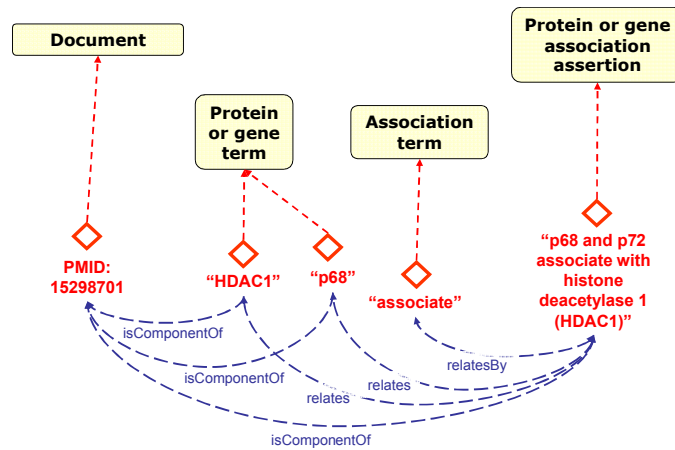 Document
Protein
or gene
term
Association
term
Protein or gene
association
assertion
PMID:
15298701
“HDAC1”
“p68”
“associate”
“p68 and p72
associate with
histone
deacetylase 1
(HDAC1)”
isComponentOf
isComponentOf
relates
relates
relatesBy
isComponentOf